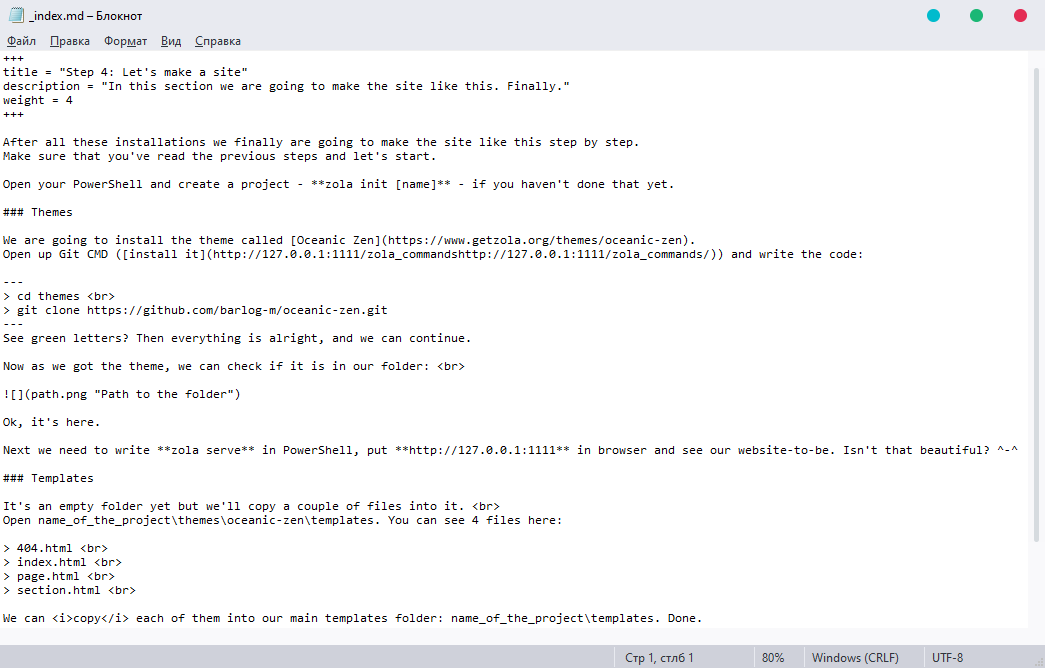 _index.md – Блокнот
Файл Правка Формат Вид Справка
+++
title = "Step 4: Let's make a site"
description = "In this section we are going to make the site like this. Finally."
weight = 4
+++
After all these installations we finally are going to make the site like this step by step.
Make sure that you've read the previous steps and let's start.
Open your PowerShell and create a project - **zola init [name]** - if you haven't done that yet.
### Themes
We are going to install the theme called [Oceanic Zen](https://www.getzola.org/themes/oceanic-zen).
Open up Git CMD ([install it](http://127.0.0.1:1111/zola_commandshttp://127.0.0.1:1111/zola_commands/)) and write the code:
---
> cd themes <br>
> git clone https://github.com/barlog-m/oceanic-zen.git
---
See green letters? Then everything is alright, and we can continue.
Now as we got the theme, we can check if it is in our folder: <br>
![](path.png "Path to the folder")
Ok, it's here.
Next we need to write **zola serve** in PowerShell, put **http://127.0.0.1:1111** in browser and see our website-to-be. Isn't that beautiful? ^-^
### Templates
It's an empty folder yet but we'll copy a couple of files into it. <br>
Open name_of_the_project\themes\oceanic-zen\templates. You can see 4 files here:
> 404.html <br>
> index.html <br>
> page.html <br>
> section.html <br>
We can <i>copy</i> each of them into our main templates folder: name_of_the_project\templates. Done.
Стр 1, стлб 1 80% Windows (CRLF) UTF-8